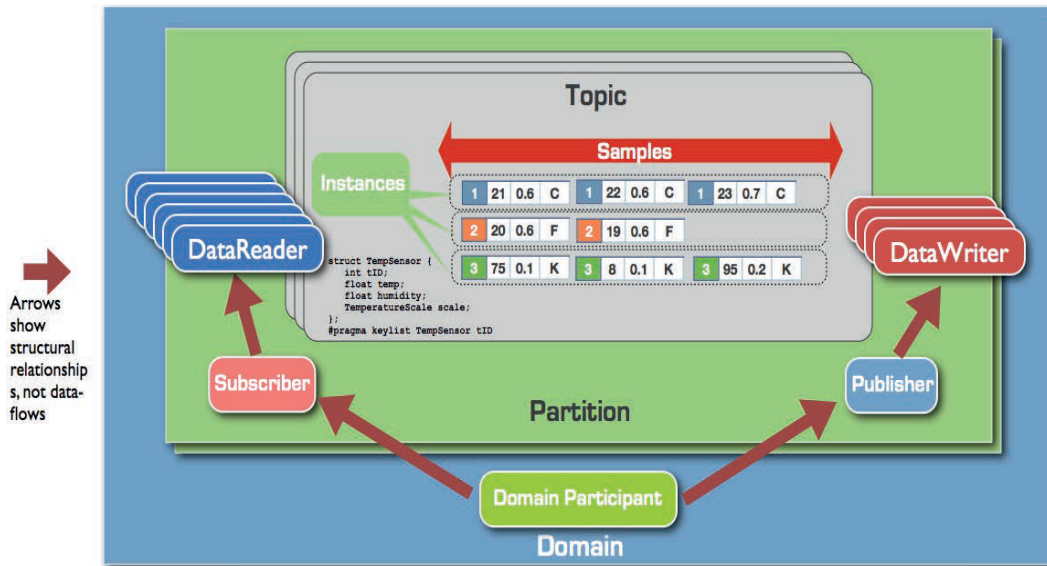 Topic
Samples
Instances
1 21 0.6 C 1 22 0.6 C 1 23 0.7 C
2 20 0.6 F 2 19 0.6 F
3 75 0.1 K 3 8 0.1 K 3 95 0.2 K
DataReader
DataWriter
struct TempSensor {
int tID;
float temp;
float humidity;
TemperatureScale scale;
};
#pragma keylist TempSensor tID
Arrows
show
structural
relationship
s, not data-
flows
Subscriber
Publisher
Partition
Domain Participant
Domain